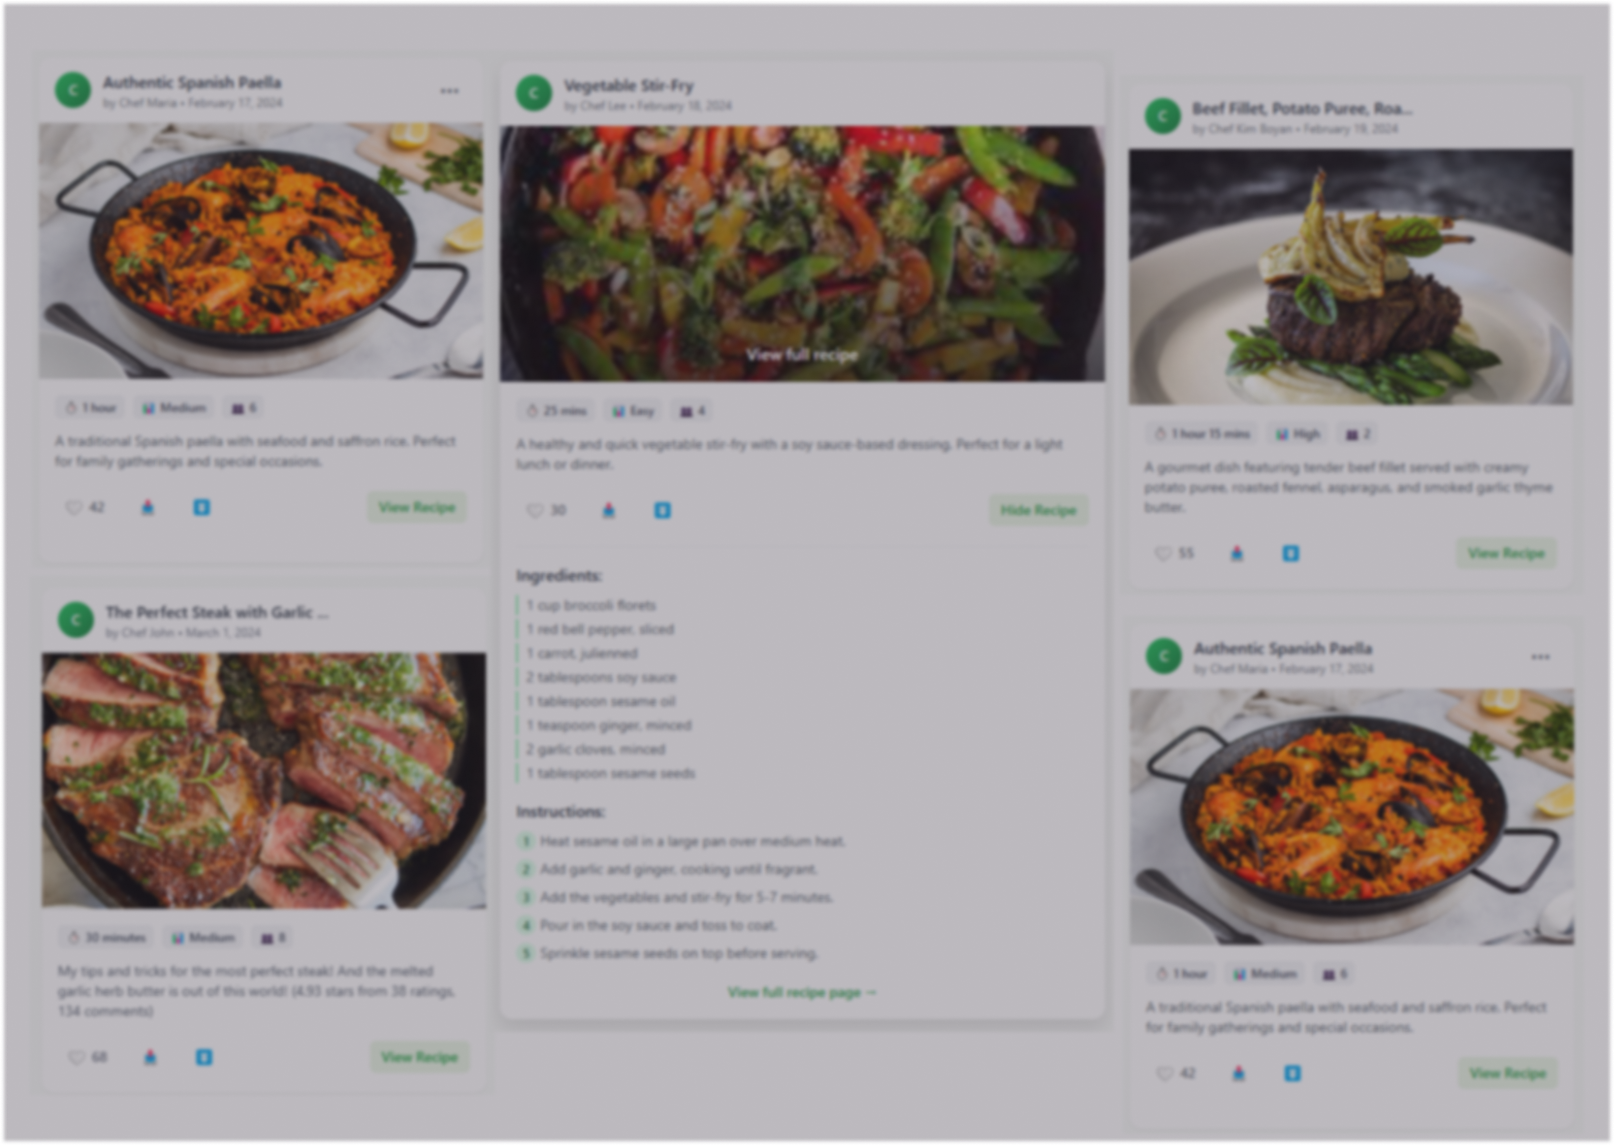 C
Authentic Spanish Paella
by Chef Maria • February 17, 2024
1 hour
Medium
6
A traditional Spanish paella with seafood and saffron rice. Perfect
for family gatherings and special occasions.
42
View Recipe
C
The Perfect Steak with Garlic ...
by Chef John • March 1, 2024
30 minutes
Medium
8
My tips and tricks for the most perfect steak! And the melted
garlic herb butter is out of this world! (4.93 stars from 38 ratings,
134 comments)
68
View Recipe
C
Vegetable Stir-Fry
by Chef Lee • February 18, 2024
View full recipe
25 mins
Easy
4
A healthy and quick vegetable stir-fry with a soy sauce-based dressing. Perfect for a light
lunch or dinner.
30
Hide Recipe
Ingredients:
1 cup broccoli florets
1 red bell pepper, sliced
1 carrot, julienned
2 tablespoons soy sauce
1 tablespoon sesame oil
1 teaspoon ginger, minced
2 garlic cloves, minced
1 tablespoon sesame seeds
Instructions:
1 Heat sesame oil in a large pan over medium heat.
2 Add garlic and ginger, cooking until fragrant.
3 Add the vegetables and stir-fry for 5-7 minutes.
4 Pour in the soy sauce and toss to coat.
5 Sprinkle sesame seeds on top before serving.
View full recipe page →
C
Beef Fillet, Potato Puree, Roa...
by Chef Kim Boyan • February 19, 2024
1 hour 15 mins
High
2
A gourmet dish featuring tender beef fillet served with creamy
potato puree, roasted fennel, asparagus, and smoked garlic thyme
butter.
55
View Recipe
C
Authentic Spanish Paella
by Chef Maria • February 17, 2024
1 hour
Medium
6
A traditional Spanish paella with seafood and saffron rice. Perfect
for family gatherings and special occasions.
42
View Recipe